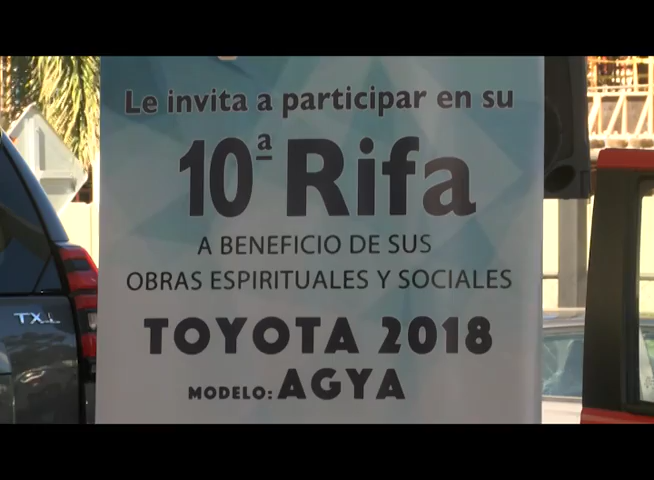 Le invita a participar en su
10ª Rifa
A BENEFICIO DE SUS
OBRAS ESPIRITUALES Y SOCIALES
TOYOTA 2018
MODELO: AGYA
TX.L